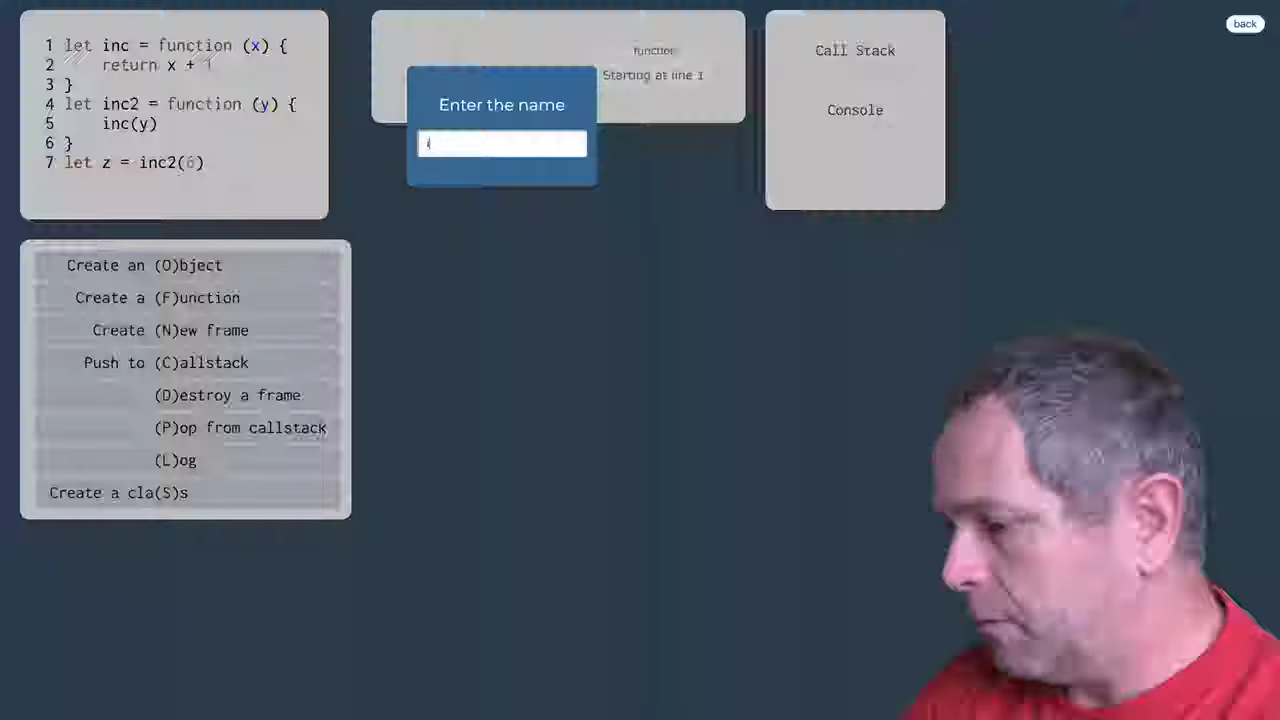 1 let inc = function (x) {
2     return x + 1
3 }
4 let inc2 = function (y) {
5     inc(y)
6 }
7 let z = inc2(6)
function
Starting at line 1
Enter the name
Call Stack
Console
back
Create an (O)bject
Create a (F)unction
Create (N)ew frame
Push to (C)allstack
(D)estroy a frame
(P)op from callstack
(L)og
Create a cla(S)s